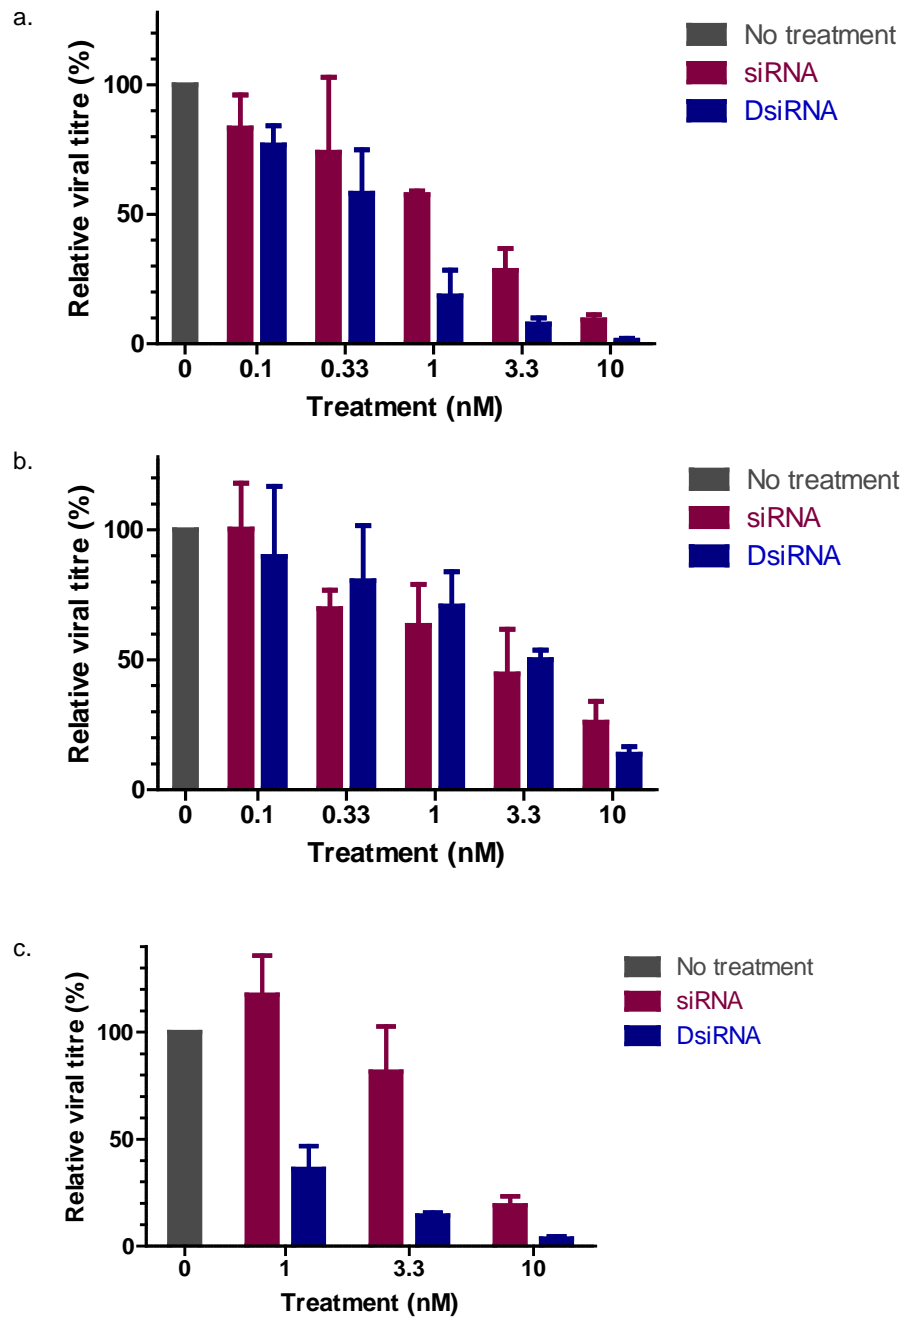 a.
No treatment
siRNA
DsiRNA
Relative viral titre (%)
100
50
0
0 0.1 0.33 1 3.3 10
Treatment (nM)
b.
No treatment
siRNA
DsiRNA
Relative viral titre (%)
100
50
0
0 0.1 0.33 1 3.3 10
Treatment (nM)
c.
No treatment
siRNA
DsiRNA
Relative viral titre (%)
100
50
0
0 1 3.3 10
Treatment (nM)